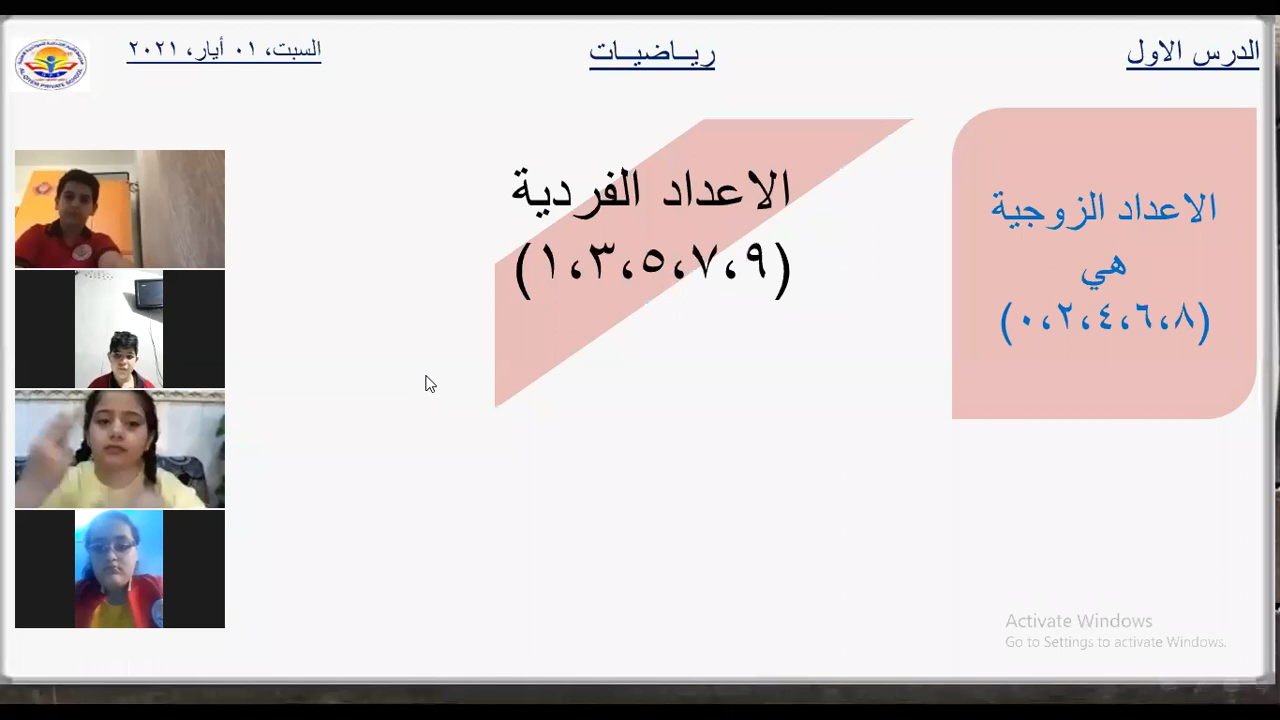 الدرس الاول
ريـاضيـات
السبت، ٠١ أيار، ٢٠٢١
الاعداد الزوجية
هي
(٠،٢،٤،٦،٨)
الاعداد الفردية
(١،٣،٥،٧،٩)
Activate Windows
Go to Settings to activate Windows.